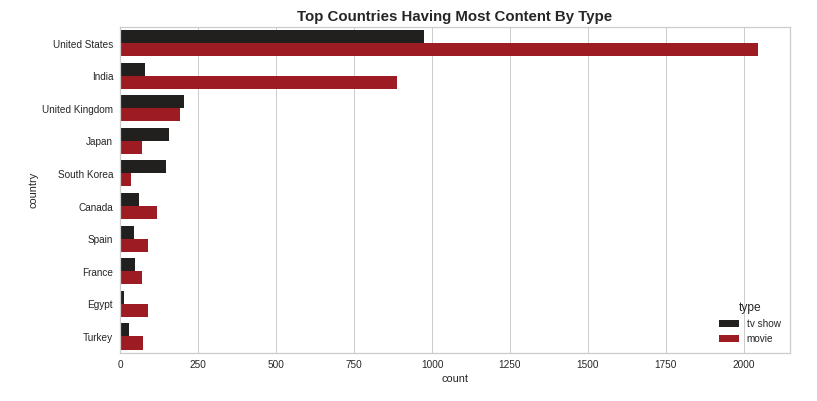 Top Countries Having Most Content By Type
country
United States
India
United Kingdom
Japan
South Korea
Canada
Spain
France
Egypt
Turkey
type
tv show
movie
0 250 500 750 1000 1250 1500 1750 2000
count